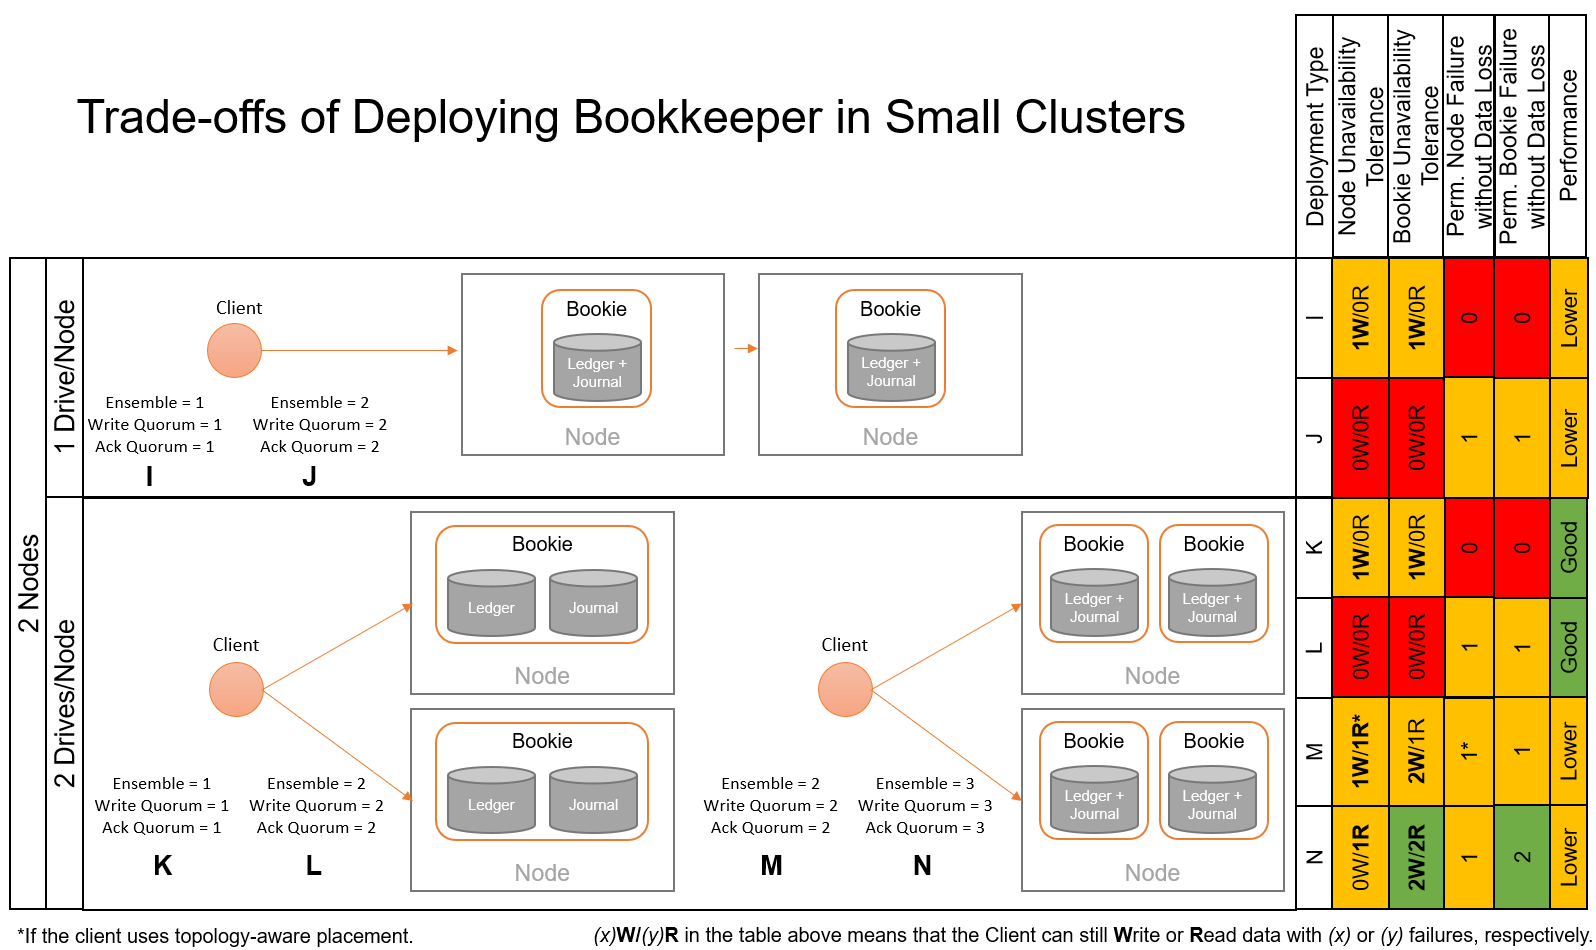 Trade-offs of Deploying Bookkeeper in Small Clusters
Deployment Type
Node Unavailability
Tolerance
Bookie Unavailability
Tolerance
Perm. Node Failure
without Data Loss
Perm. Bookie Failure
without Data Loss
Performance
2 Nodes
1 Drive/Node
Client
Ensemble = 1
Write Quorum = 1
Ack Quorum = 1
I
Ensemble = 2
Write Quorum = 2
Ack Quorum = 2
J
Bookie
Ledger +
Journal
Node
Bookie
Ledger +
Journal
Node
I
1W/0R
1W/0R
0
0
Lower
J
0W/0R
0W/0R
1
1
Lower
2 Drives/Node
Client
Ensemble = 1
Write Quorum = 1
Ack Quorum = 1
K
Ensemble = 2
Write Quorum = 2
Ack Quorum = 2
L
Bookie
Ledger
Journal
Node
Bookie
Ledger
Journal
Node
Client
Ensemble = 2
Write Quorum = 2
Ack Quorum = 2
M
Ensemble = 3
Write Quorum = 3
Ack Quorum = 3
N
Bookie
Ledger +
Journal
Bookie
Ledger +
Journal
Node
Bookie
Ledger +
Journal
Bookie
Ledger +
Journal
Node
K
1W/0R
1W/0R
0
0
Good
L
0W/0R
0W/0R
1
1
Good
M
1W/1R*
2W/1R
1*
1
Lower
N
0W/1R
2W/2R
1
2
Lower
*If the client uses topology-aware placement.
(x)W/(y)R in the table above means that the Client can still Write or Read data with (x) or (y) failures, respectively